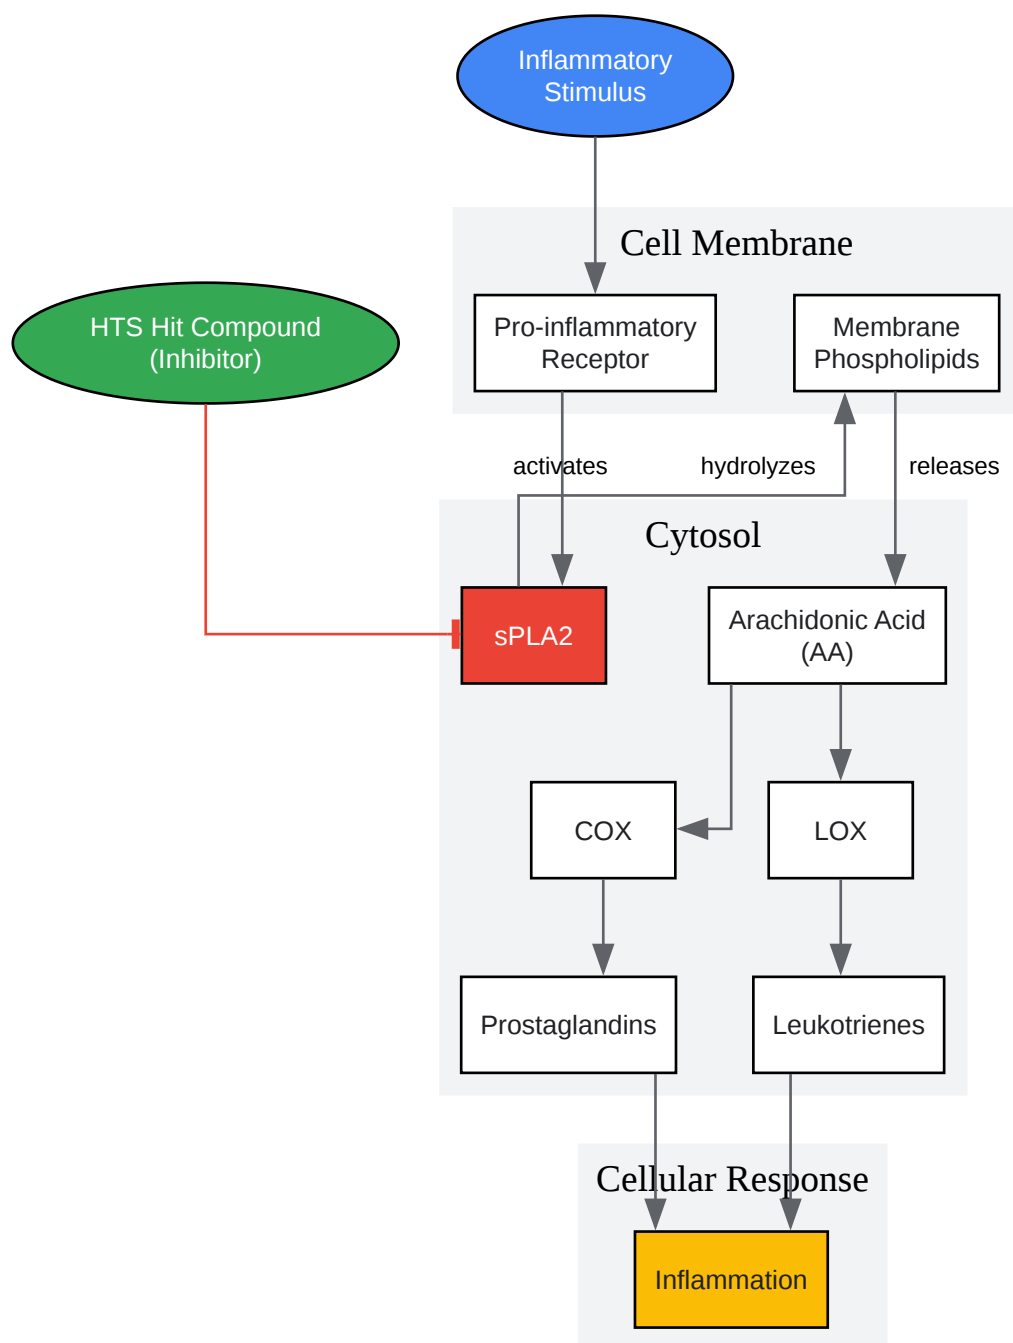 Inflammatory
Stimulus
Cell Membrane
HTS Hit Compound
(Inhibitor)
Pro-inflammatory
Receptor
Membrane
Phospholipids
activates
hydrolyzes
releases
Cytosol
sPLA2
Arachidonic Acid
(AA)
COX
LOX
Prostaglandins
Leukotrienes
Cellular Response
Inflammation